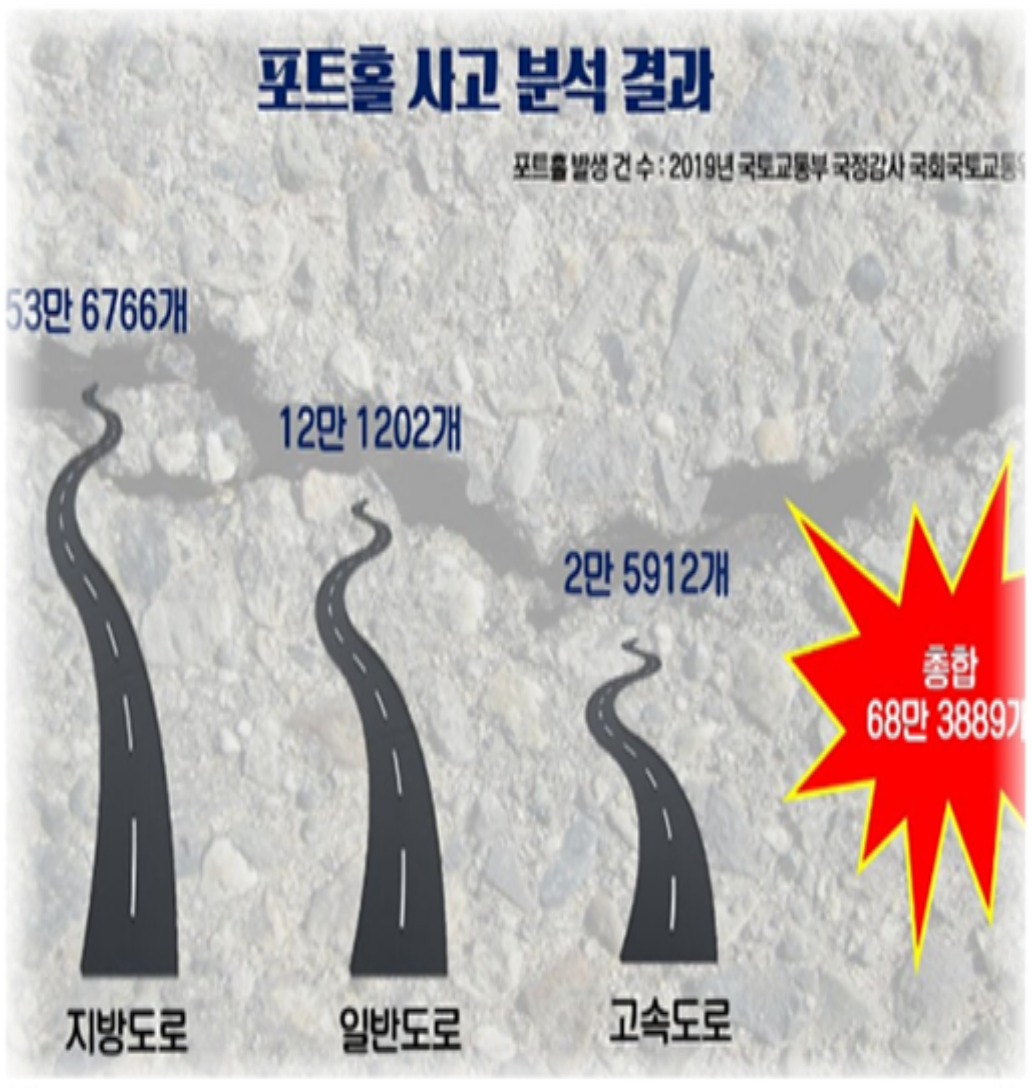 포트홀 사고 분석 결과
포트홀 발생 건 수 : 2019년 국토교통부 국정감사 국회국토교통
53만 6766개
12만 1202개
2만 5912개
총합
68만 3889개
지방도로
일반도로
고속도로